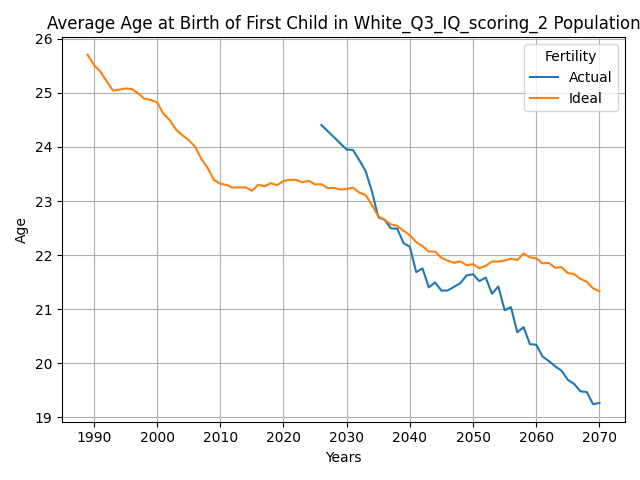 Average Age at Birth of First Child in White_Q3_IQ_scoring_2 Population
Fertility
Actual
Ideal
Age
26
25
24
23
22
21
20
19
1990 2000 2010 2020 2030 2040 2050 2060 2070
Years